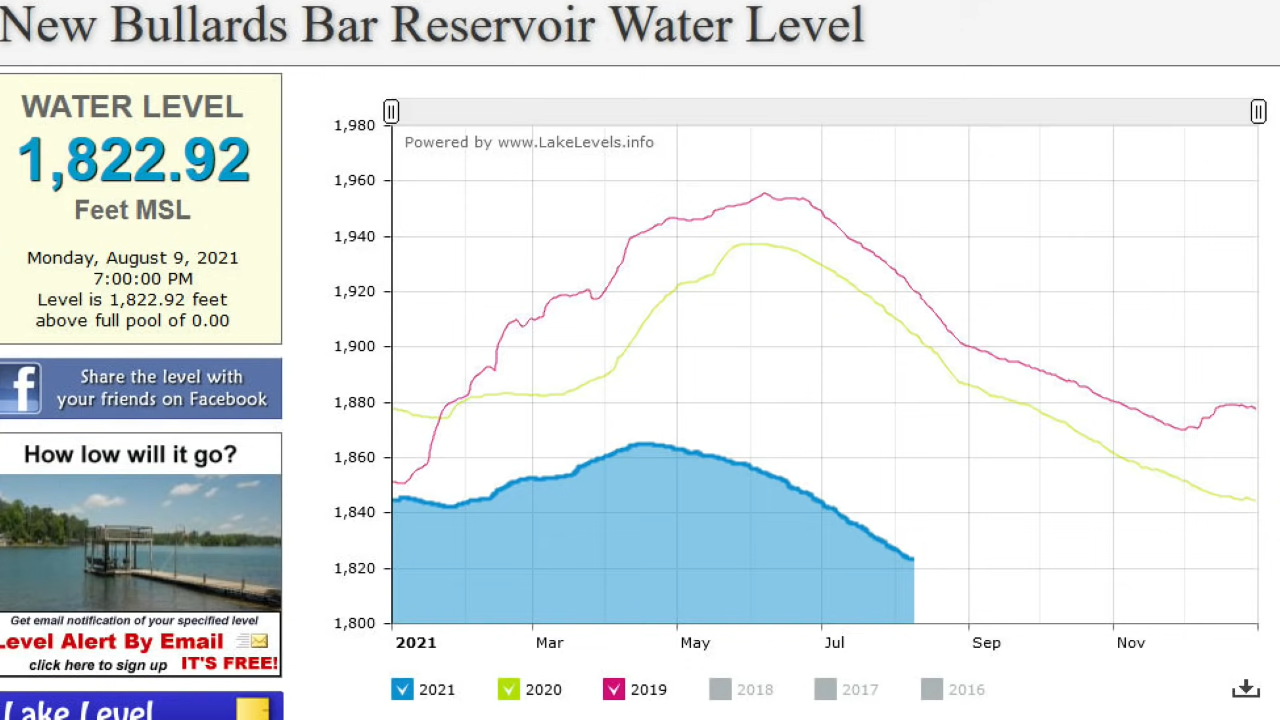 New Bullards Bar Reservoir Water Level
WATER LEVEL
1,822.92
Feet MSL
Monday, August 9, 2021
7:00:00 PM
Level is 1,822.92 feet
above full pool of 0.00
f
Share the level with
your friends on Facebook
How low will it go?
Get email notification of your specified level
Level Alert By Email
click here to sign up IT'S FREE!
Lake Level
Powered by www.LakeLevels.info
1,980
1,960
1,940
1,920
1,900
1,880
1,860
1,840
1,820
1,800
2021 Mar May Jul Sep Nov
2021 2020 2019 2018 2017 2016